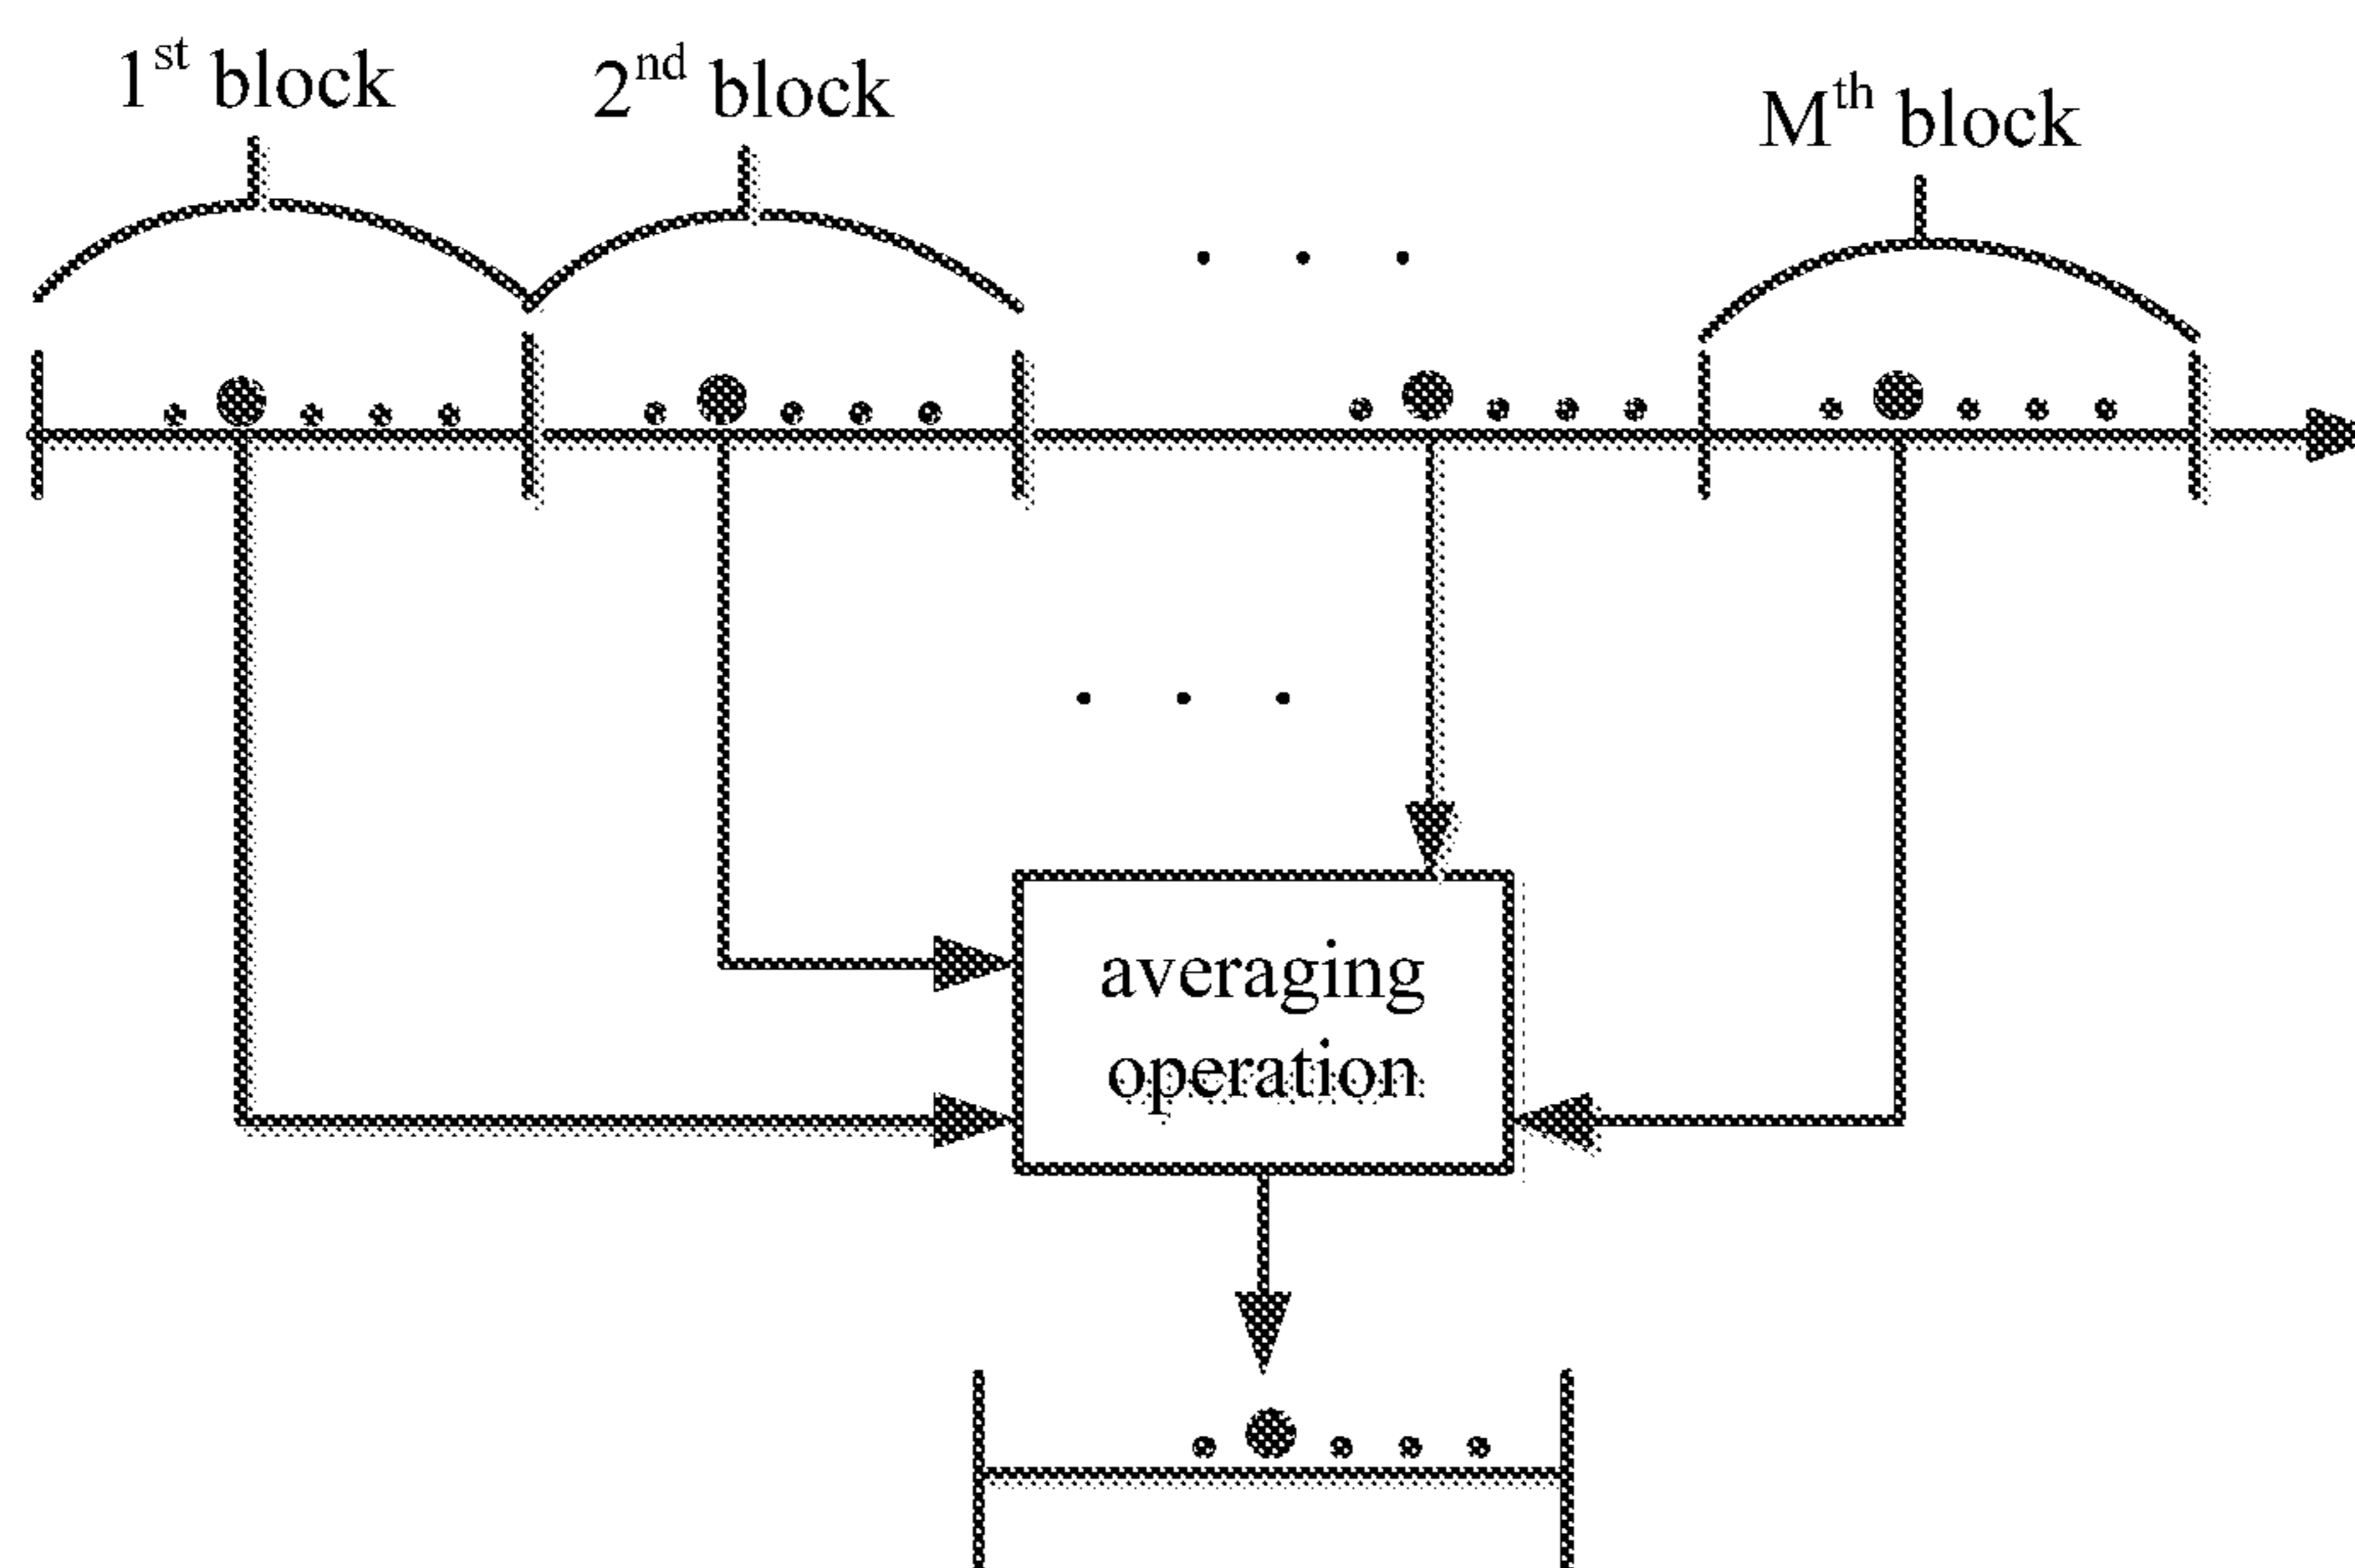 1st block
2nd block
Mth block
averaging
operation